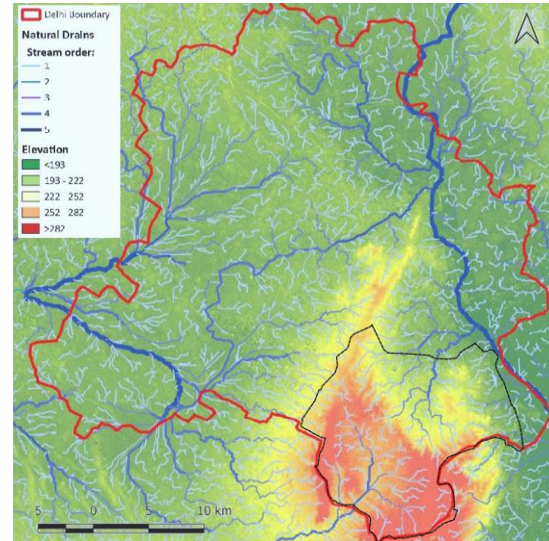 Delhi Boundary
Natural Drains
Stream order:
1
2
3
4
5
Elevation
<193
193 - 222
222 - 252
252 - 282
>282
5 0 5 10 km